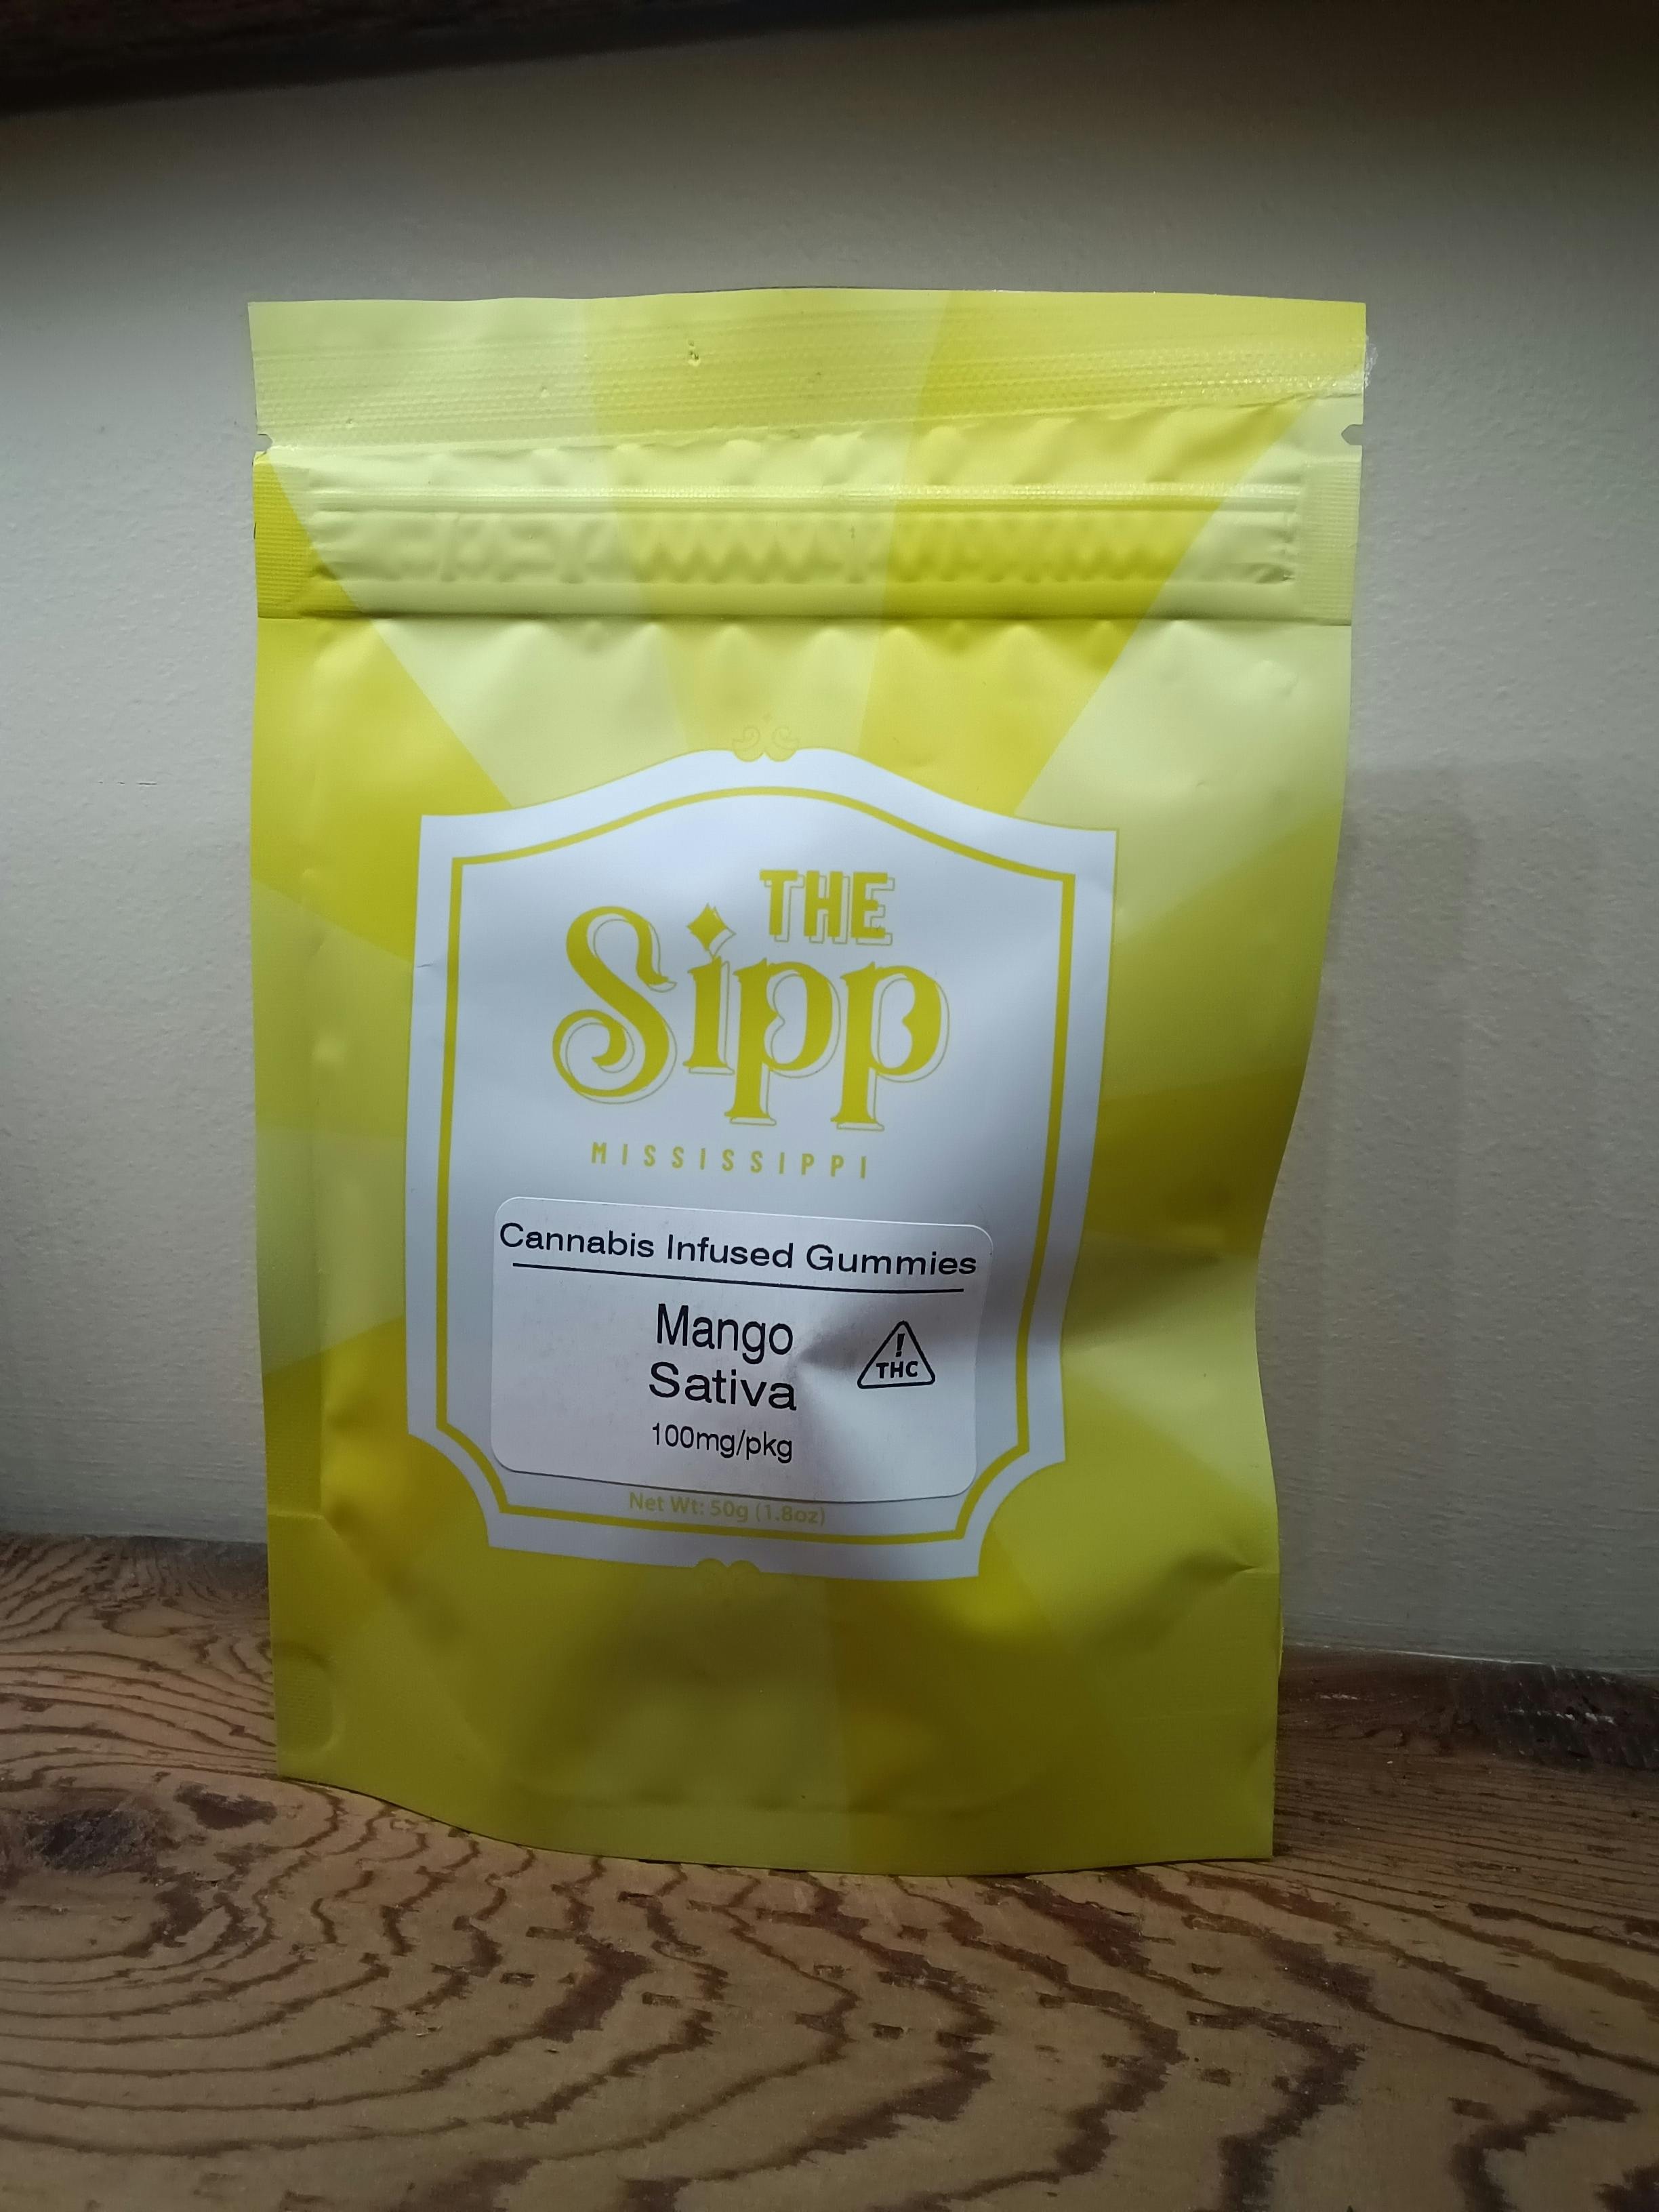 THE
Sipp
MISSISSIPPI
Cannabis Infused Gummies
Mango
Sativa
!
THC
100mg/pkg
Net Wt: 50g (1.8oz)